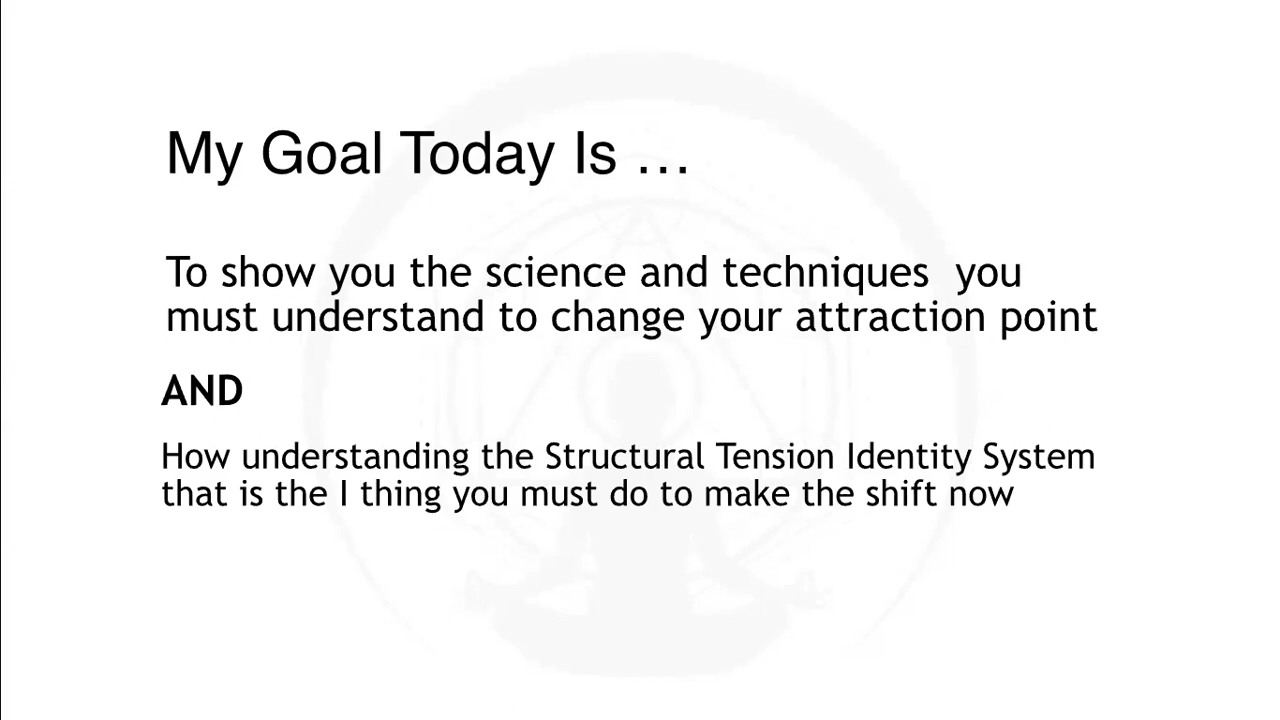 My Goal Today Is …
To show you the science and techniques  you
must understand to change your attraction point
AND
How understanding the Structural Tension Identity System
that is the I thing you must do to make the shift now